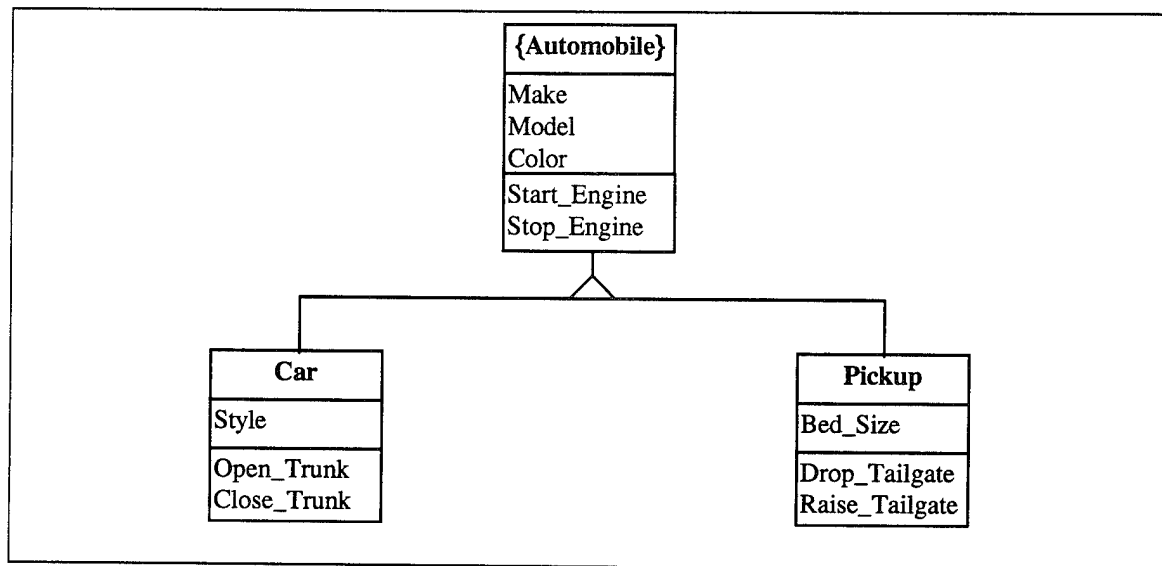 {Automobile}
Make
Model
Color
Start_Engine
Stop_Engine
Car
Style
Open_Trunk
Close_Trunk
Pickup
Bed_Size
Drop_Tailgate
Raise_Tailgate